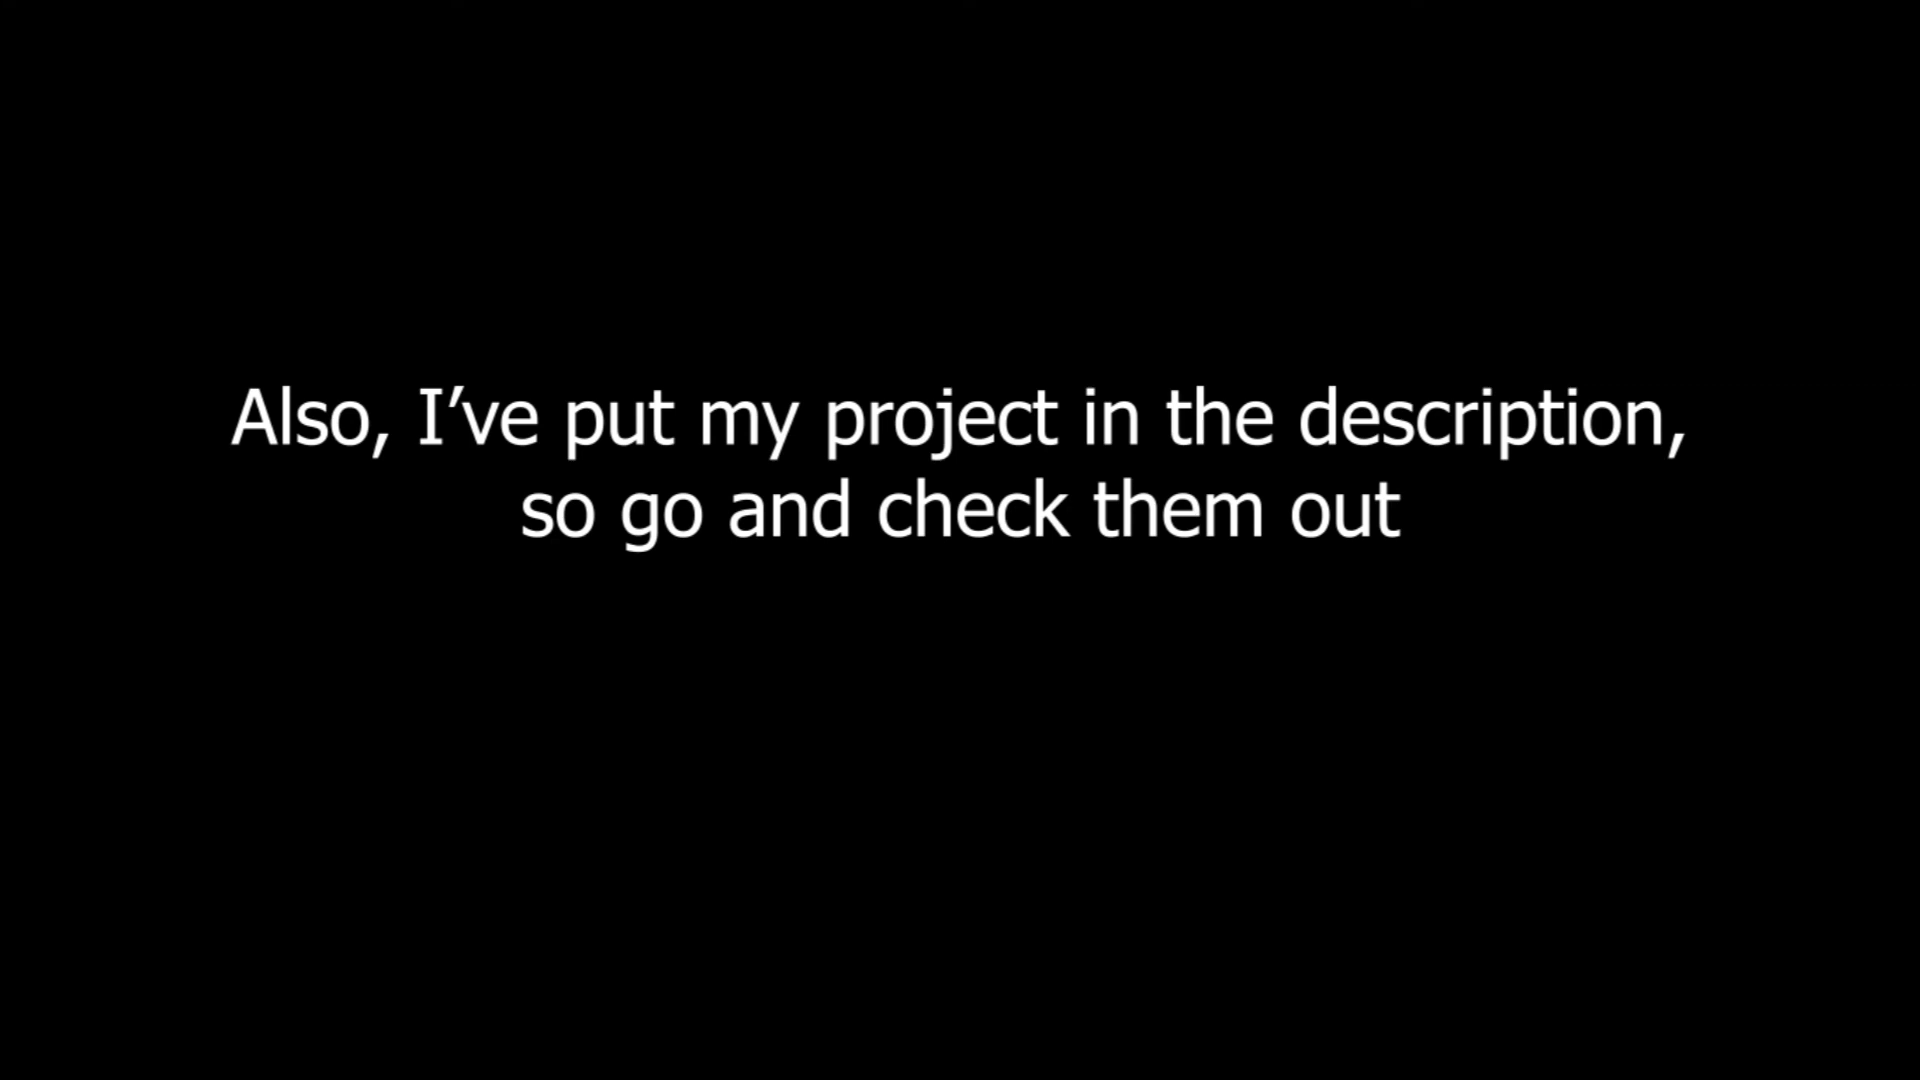 Also, I’ve put my project in the description,
so go and check them out